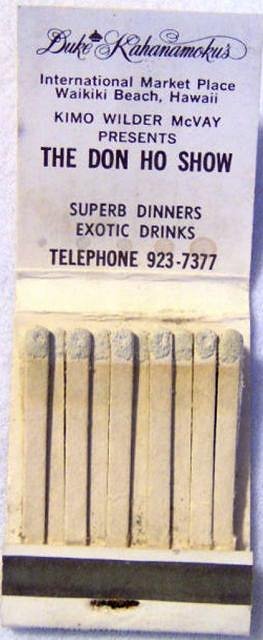 Duke Kahanamoku's
International Market Place
Waikiki Beach, Hawaii
KIMO WILDER McVAY
PRESENTS
THE DON HO SHOW
SUPERB DINNERS
EXOTIC DRINKS
TELEPHONE 923-7377